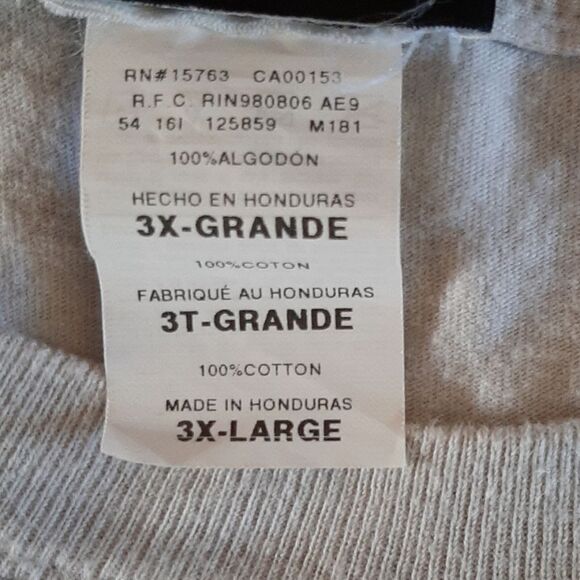 RN#15763 CA00153
R.F.C. RIN980806 AE9
54 16I 125859 M181
100%ALGODÓN
HECHO EN HONDURAS
3X-GRANDE
100%COTON
FABRIQUÉ AU HONDURAS
3T-GRANDE
100%COTTON
MADE IN HONDURAS
3X-LARGE